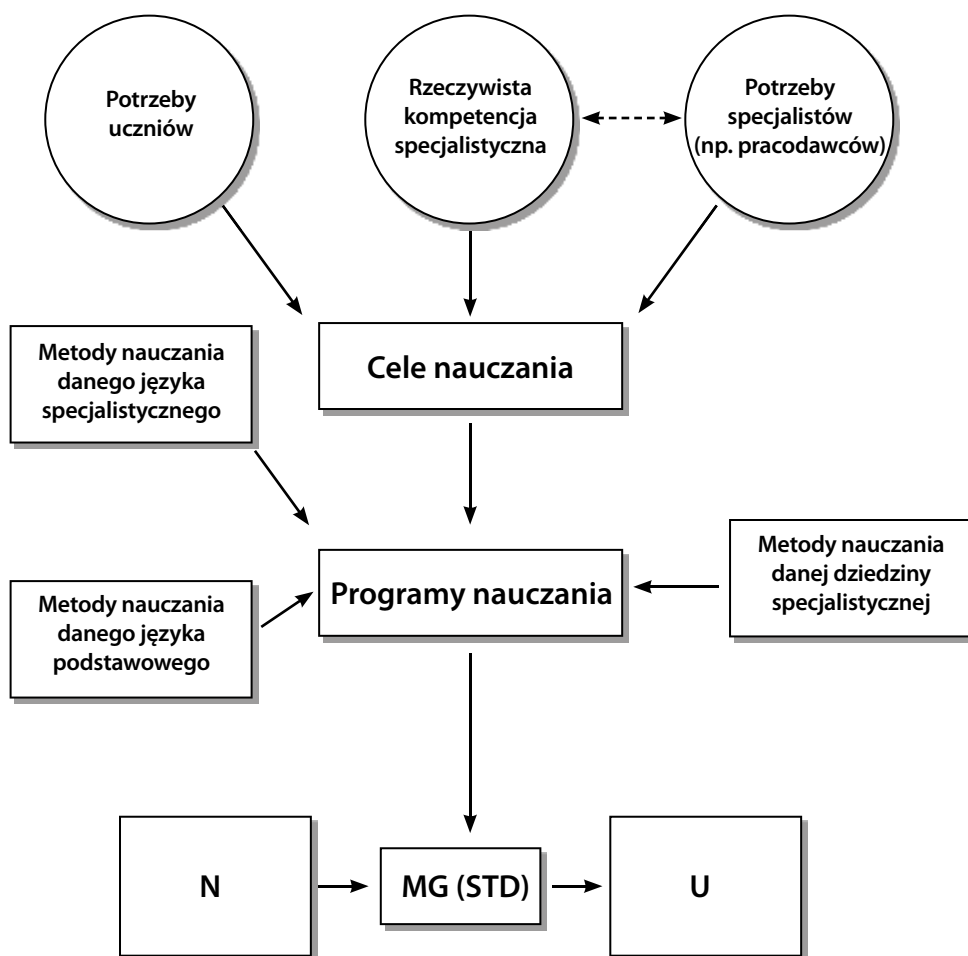 Potrzeby
uczniów
Rzeczywista
kompetencja
specjalistyczna
Potrzeby
specjalistów
(np. pracodawców)
Metody nauczania
danego języka
specjalistycznego
Cele nauczania
Metody nauczania
danego języka
podstawowego
Programy nauczania
Metody nauczania
danej dziedziny
specjalistycznej
N
MG (STD)
U